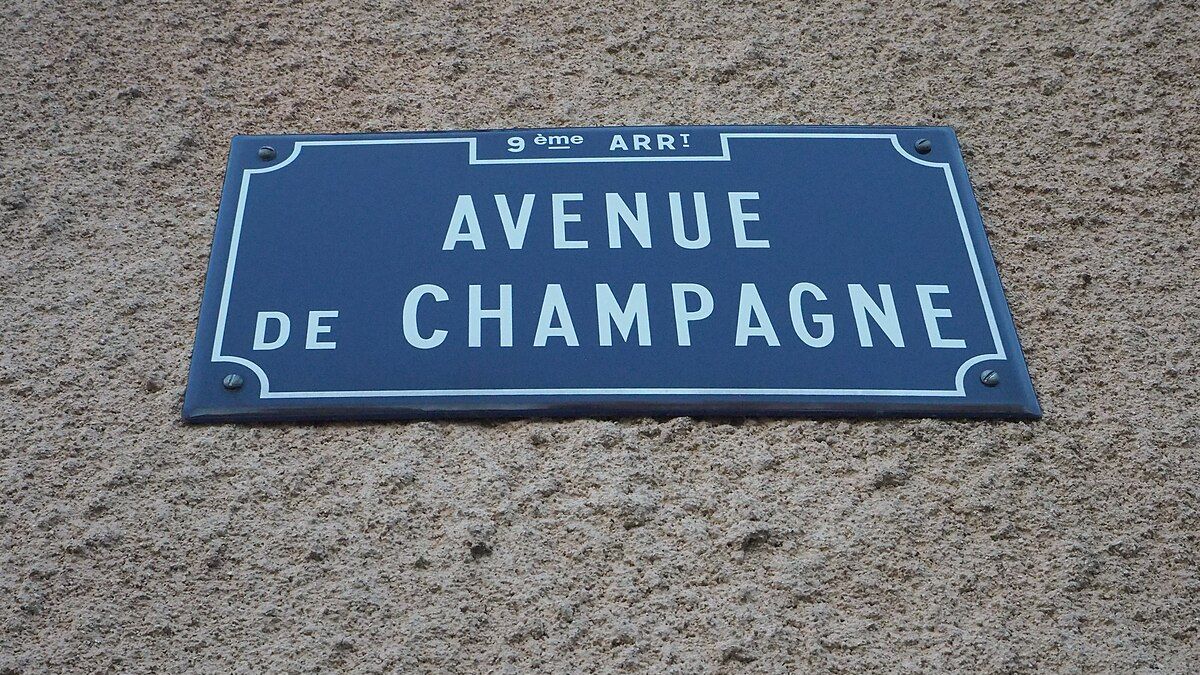 9ème ARRT
AVENUE
DE CHAMPAGNE